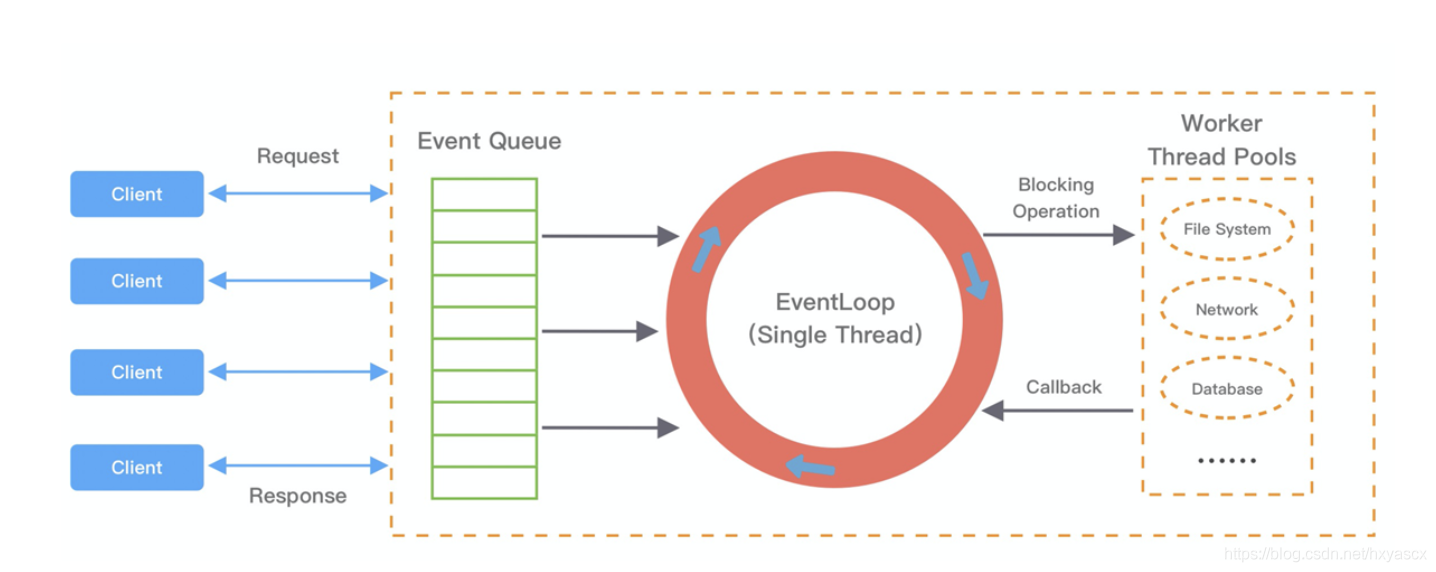 Request
Client
Client
Client
Client
Response
Event Queue
EventLoop
(Single Thread)
Blocking
Operation
Callback
Worker
Thread Pools
File System
Network
Database
······
https://blog.csdn.net/hxyascx